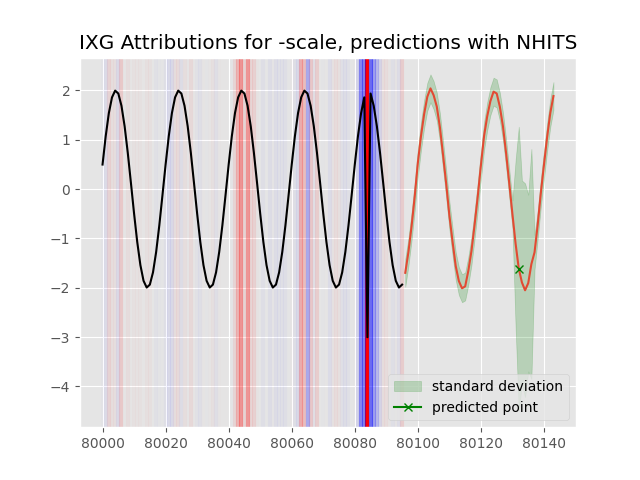 IXG Attributions for -scale, predictions with NHITS
2
1
0
−1
−2
−3
−4
standard deviation
predicted point
80000 80020 80040 80060 80080 80100 80120 80140